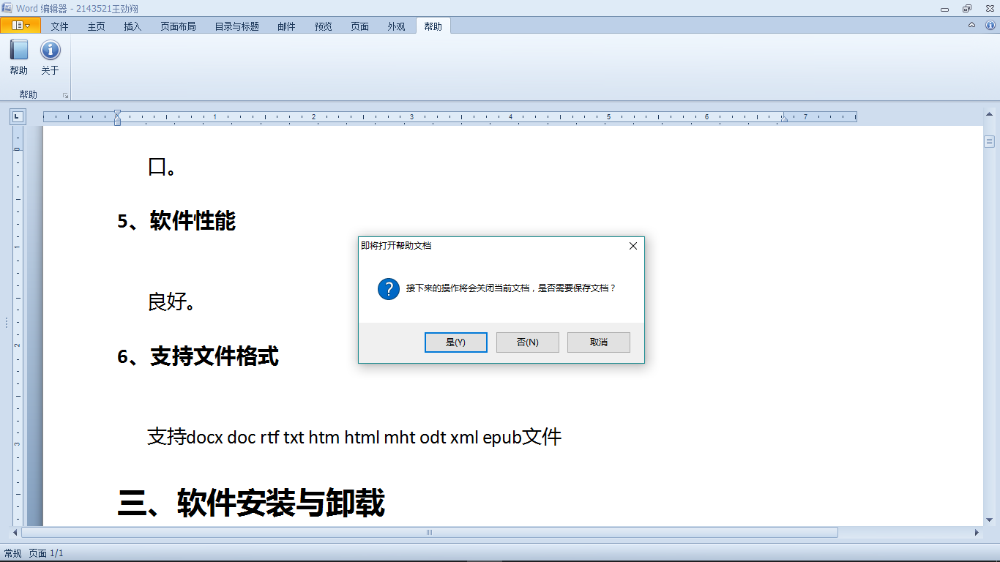 Word 编辑器 - 2143521王劲翔
文件 主页 插入 页面布局 目录与标题 邮件 预览 页面 外观 帮助
帮助 关于
帮助
1 2 3 4 5 6 7
口。
5、软件性能
即将打开帮助文档
接下来的操作将会关闭当前文档，是否需要保存文档？
是(Y) 否(N) 取消
良好。
6、支持文件格式
支持docx doc rtf txt htm html mht odt xml epub文件
三、软件安装与卸载
0
1
2
3
常规 页面 1/1